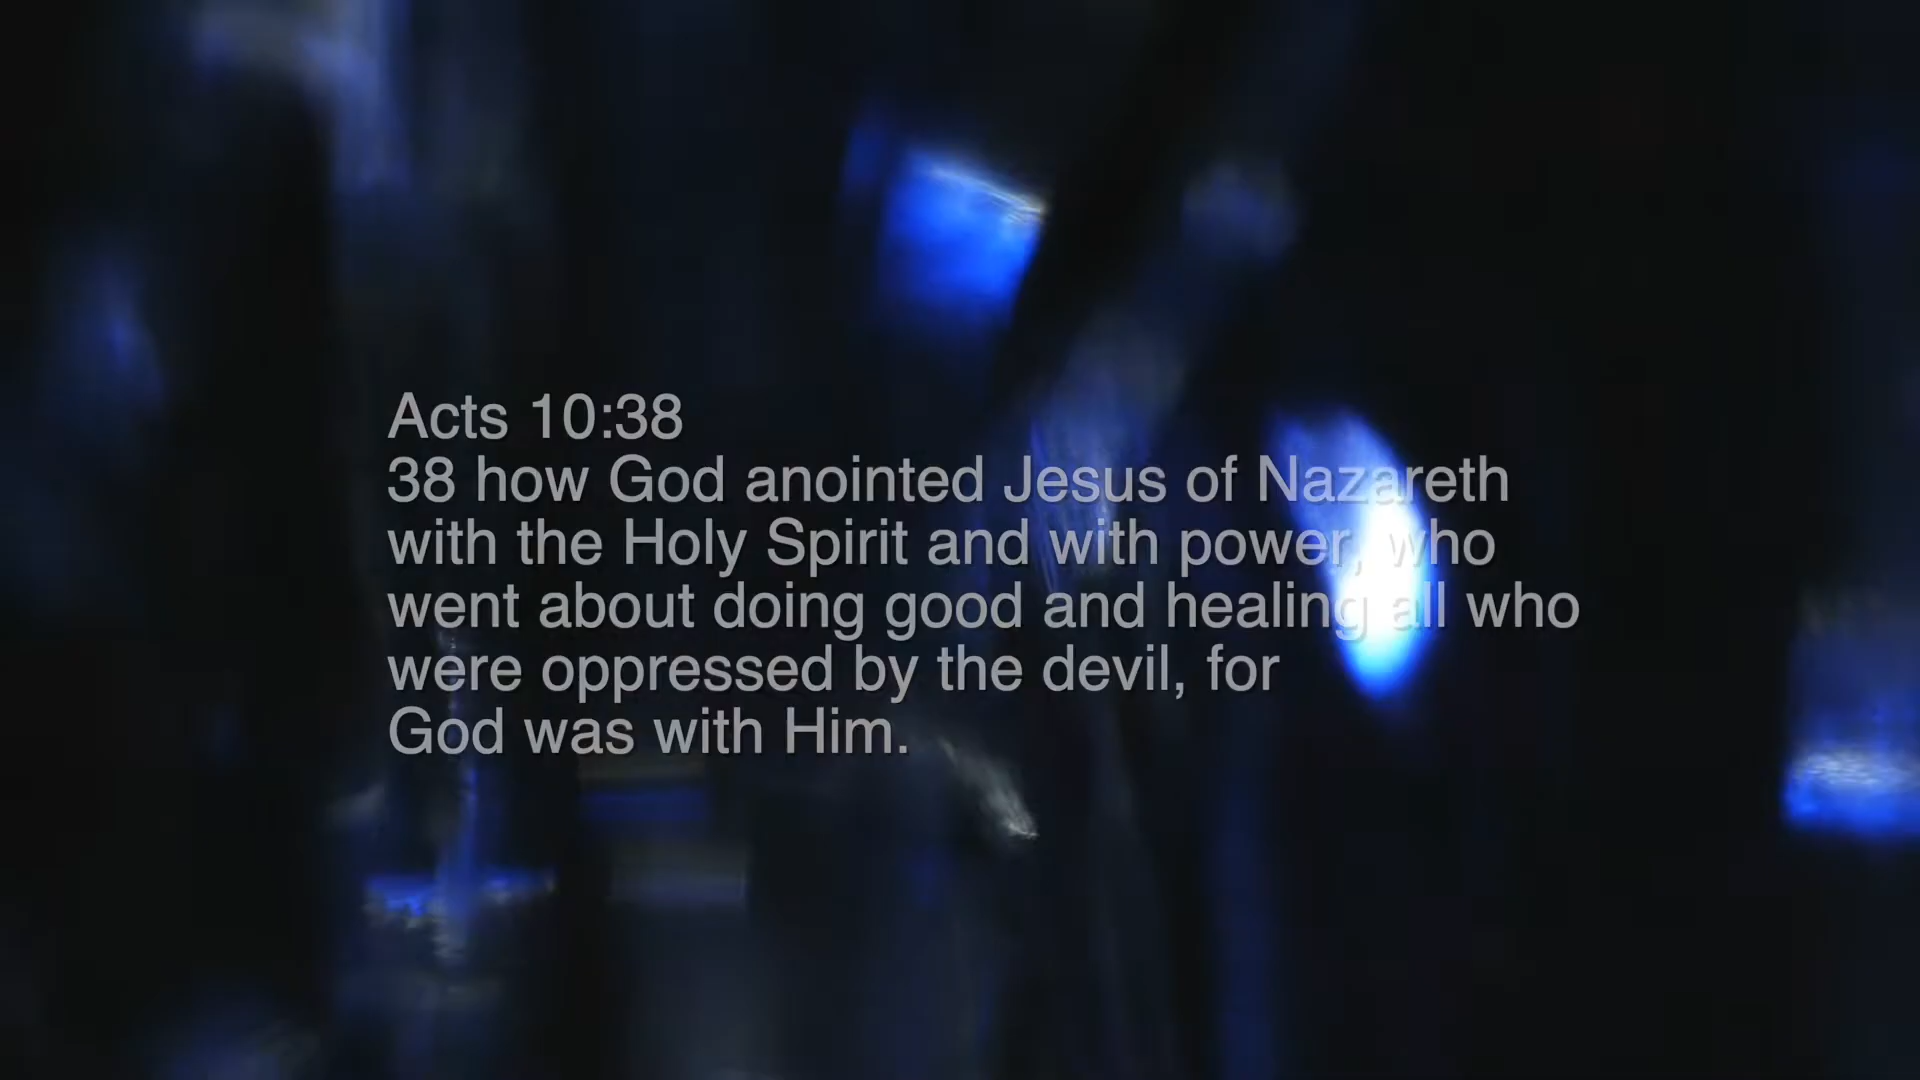 Acts 10:38
38 how God anointed Jesus of Nazareth
with the Holy Spirit and with power, who
went about doing good and healing all who
were oppressed by the devil, for
God was with Him.